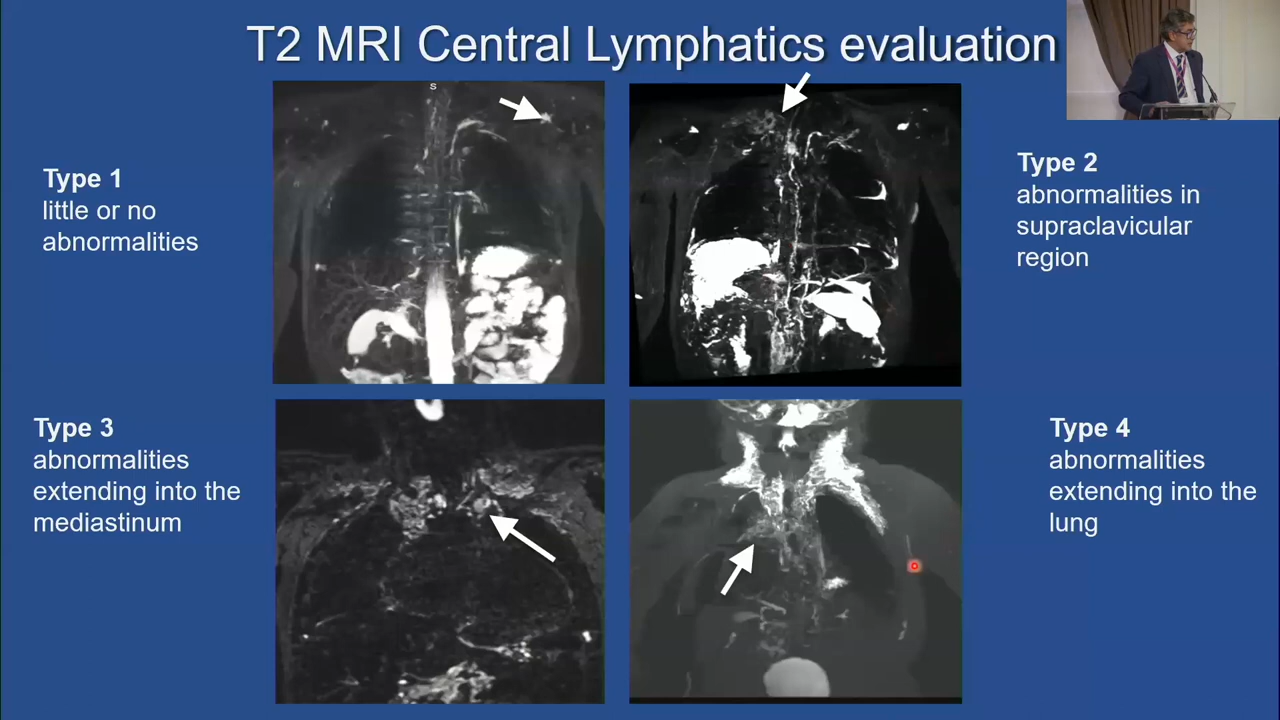 T2 MRI Central Lymphatics evaluation
S
Type 1
little or no
abnormalities
Type 2
abnormalities in
supraclavicular
region
Type 3
abnormalities
extending into the
mediastinum
Type 4
abnormalities
extending into the
lung